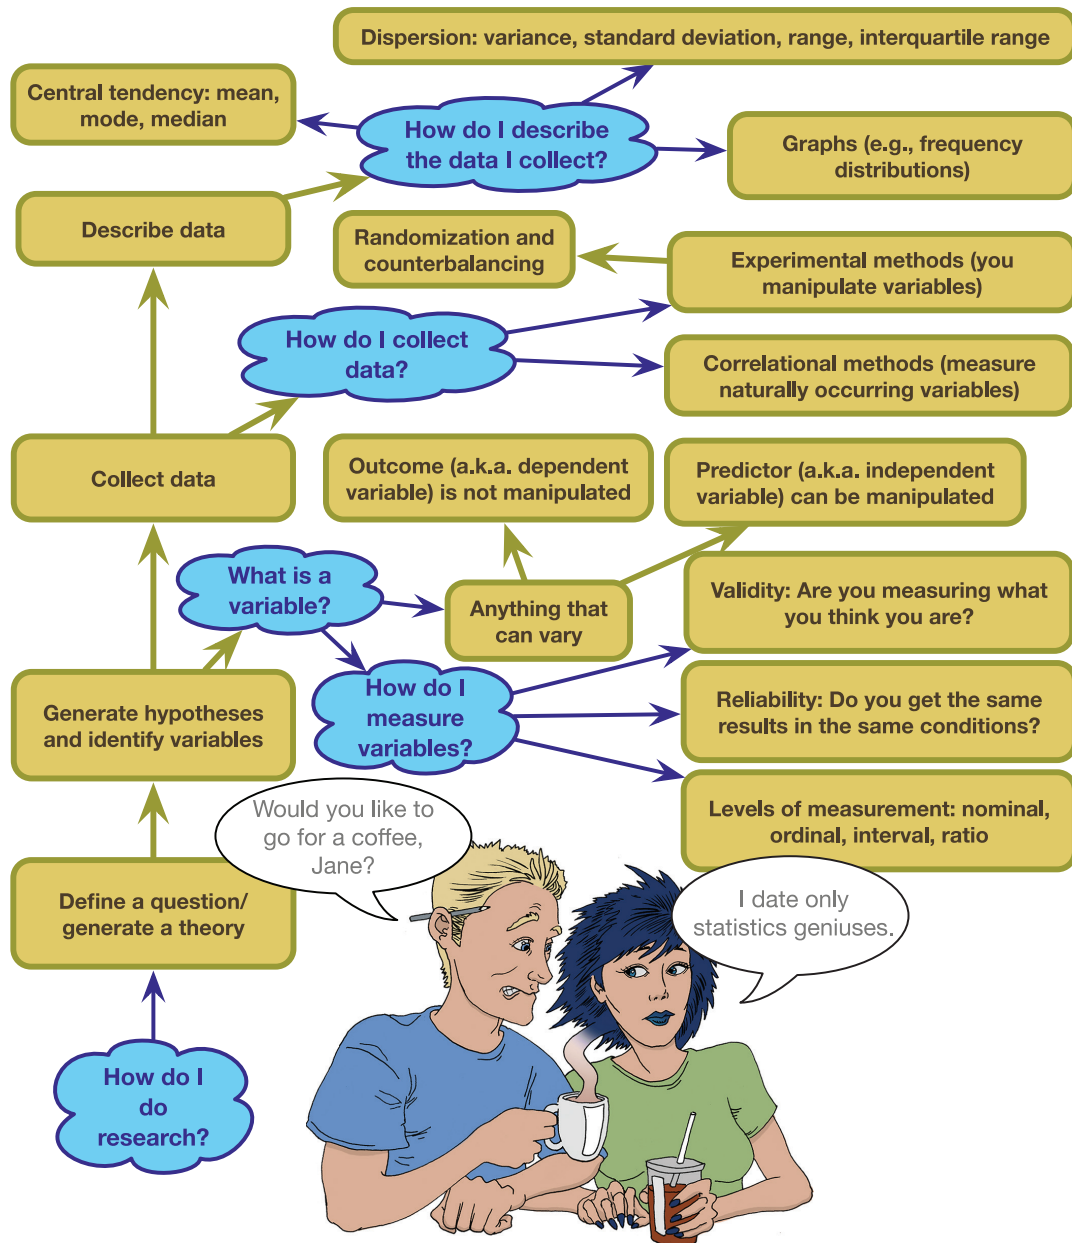 Dispersion: variance, standard deviation, range, interquartile range
Central tendency: mean,
mode, median
How do I describe
the data I collect?
Graphs (e.g., frequency
distributions)
Describe data
Randomization and
counterbalancing
Experimental methods (you
manipulate variables)
How do I collect
data?
Correlational methods (measure
naturally occurring variables)
Collect data
Outcome (a.k.a. dependent
variable) is not manipulated
Predictor (a.k.a. independent
variable) can be manipulated
What is a
variable?
Anything that
can vary
Validity: Are you measuring what
you think you are?
Generate hypotheses
and identify variables
How do I
measure
variables?
Reliability: Do you get the same
results in the same conditions?
Levels of measurement: nominal,
ordinal, interval, ratio
Would you like to
go for a coffee,
Jane?
Define a question/
generate a theory
I date only
statistics geniuses.
How do I
do
research?